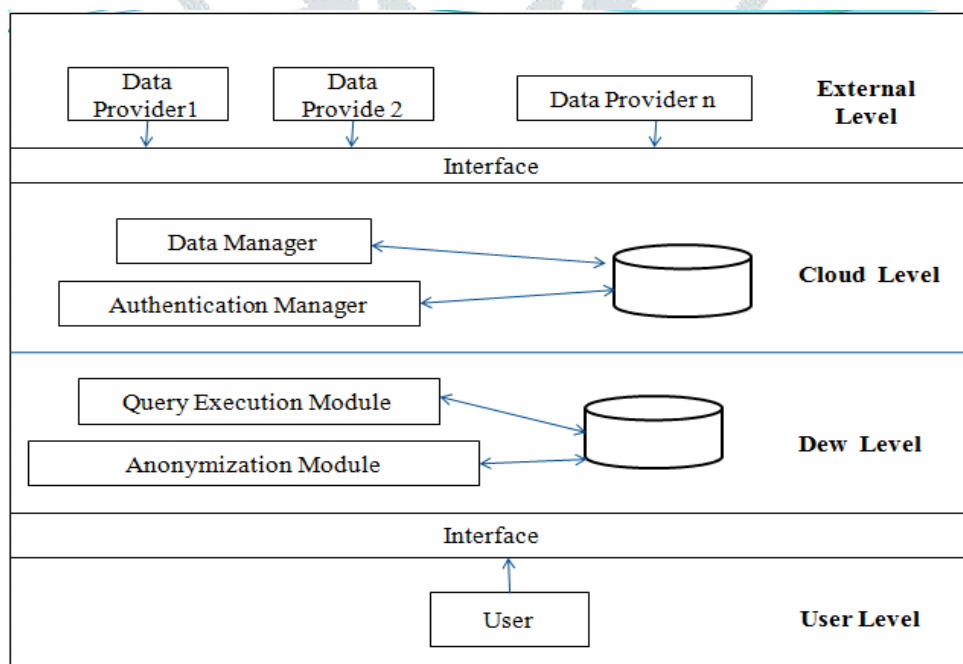 Data
Provider1
Data
Provide 2
Data Provider n
External
Level
Interface
Data Manager
Authentication Manager
Cloud Level
Query Execution Module
Anonymization Module
Dew Level
Interface
User
User Level